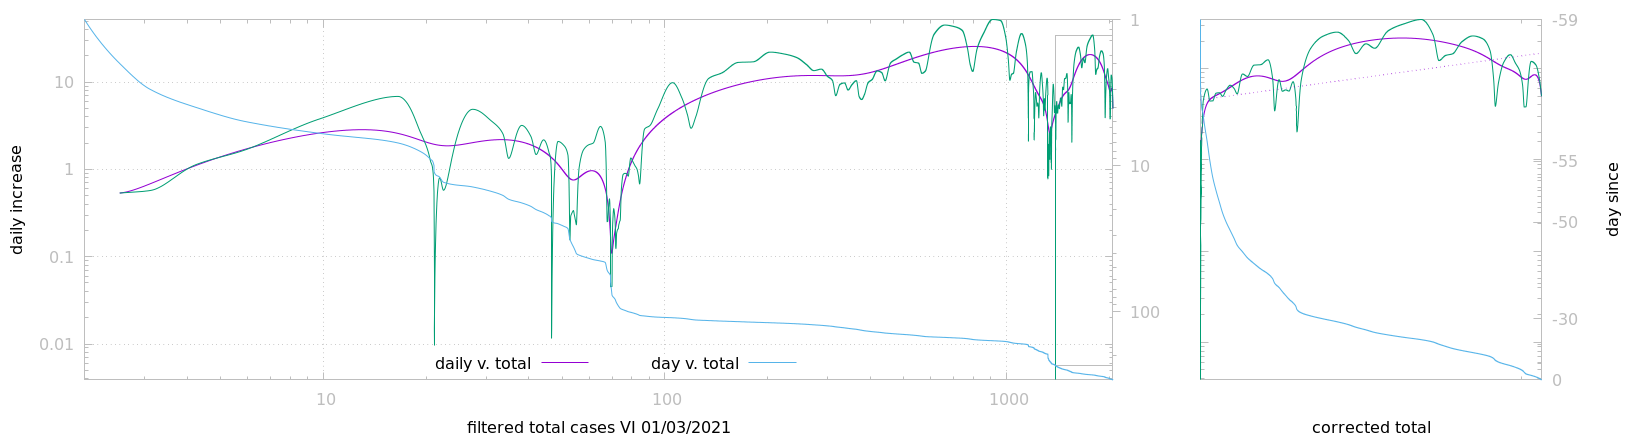 daily increase
10
1
0.1
0.01
10
100
1000
1
10
100
daily v. total
day v. total
filtered total cases VI 01/03/2021
-59
-55
-50
-30
0
day since
corrected total